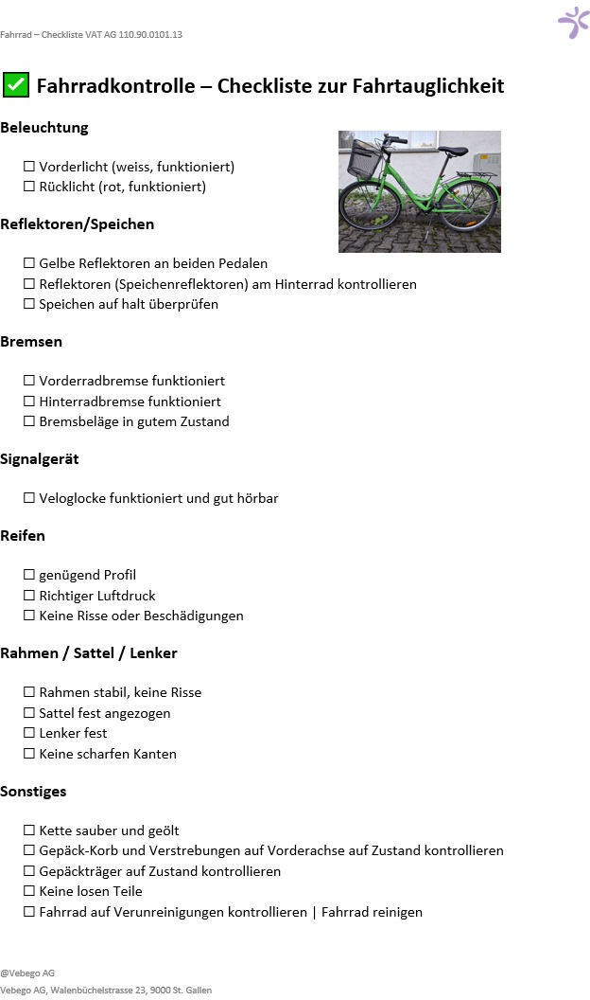 Fahrrad – Checkliste VAT AG 110.90.0101.13
Fahrradkontrolle – Checkliste zur Fahrtauglichkeit
Beleuchtung
☐ Vorderlicht (weiss, funktioniert)
☐ Rücklicht (rot, funktioniert)
Reflektoren/Speichen
☐ Gelbe Reflektoren an beiden Pedalen
☐ Reflektoren (Speichenreflektoren) am Hinterrad kontrollieren
☐ Speichen auf halt überprüfen
Bremsen
☐ Vorderradbremse funktioniert
☐ Hinterradbremse funktioniert
☐ Bremsbeläge in gutem Zustand
Signalgerät
☐ Veloglocke funktioniert und gut hörbar
Reifen
☐ genügend Profil
☐ Richtiger Luftdruck
☐ Keine Risse oder Beschädigungen
Rahmen / Sattel / Lenker
☐ Rahmen stabil, keine Risse
☐ Sattel fest angezogen
☐ Lenker fest
☐ Keine scharfen Kanten
Sonstiges
☐ Kette sauber und geölt
☐ Gepäck-Korb und Verstrebungen auf Vorderachse auf Zustand kontrollieren
☐ Gepäckträger auf Zustand kontrollieren
☐ Keine losen Teile
☐ Fahrrad auf Verunreinigungen kontrollieren | Fahrrad reinigen
@Vebego AG
Vebego AG, Walenbüchelstrasse 23, 9000 St. Gallen